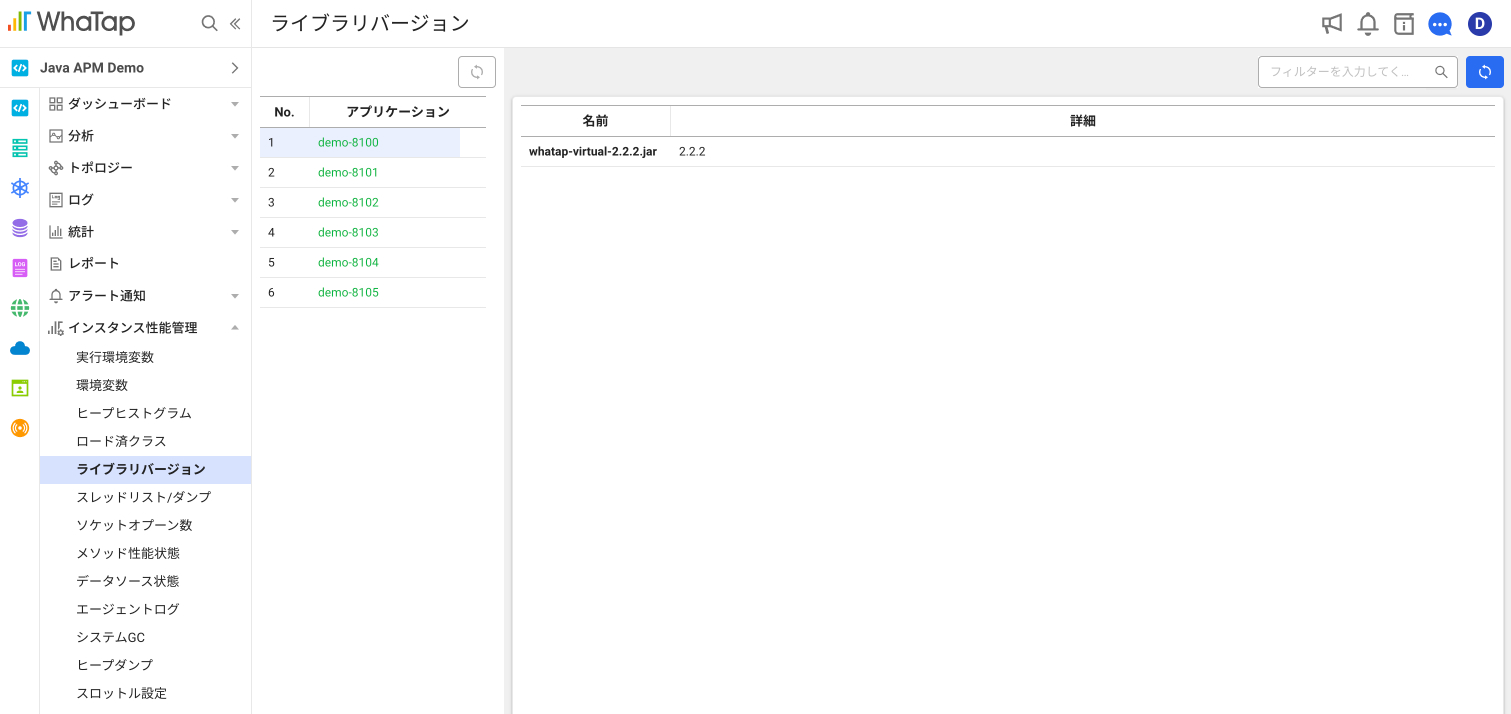 WhaTap
ライブラリバージョン
D
Java APM Demo
フィルターを入力してく...
ダッシューボード
分析
トポロジー
ログ
LOG
統計
レポート
アラート通知
インスタンス性能管理
実行環境変数
環境変数
ヒープヒストグラム
ロード済クラス
ライブラリバージョン
スレッドリスト/ダンプ
ソケットオプーン数
メソッド性能状態
データソース状態
エージェントログ
システムGC
ヒープダンプ
スロットル設定
No. アプリケーション
1 demo-8100
2 demo-8101
3 demo-8102
4 demo-8103
5 demo-8104
6 demo-8105
名前 詳細
whatap-virtual-2.2.2.jar 2.2.2